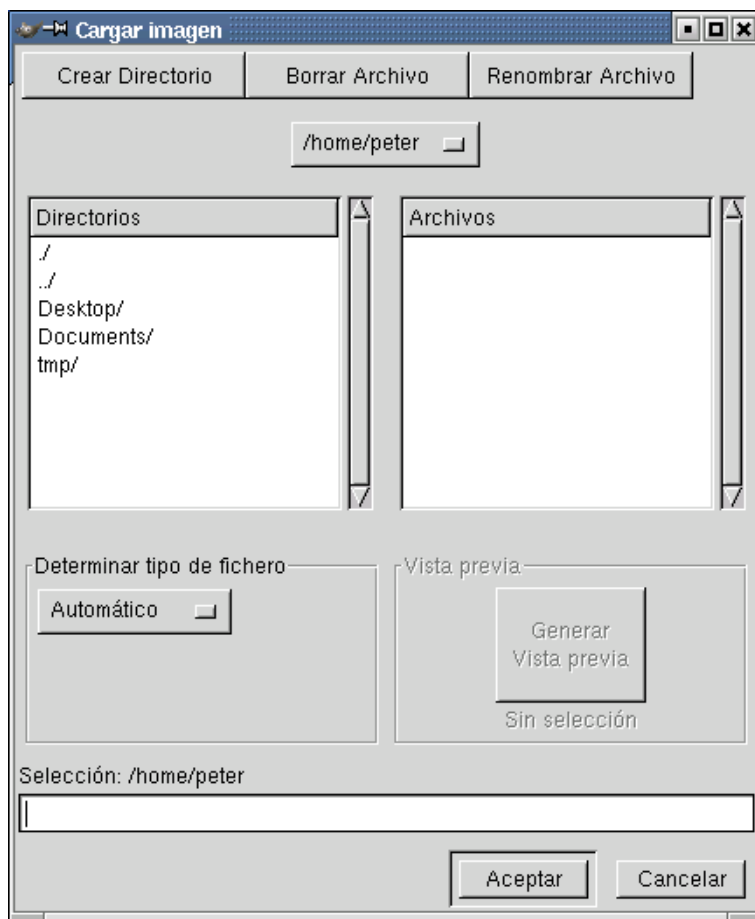 Cargar imagen
Crear Directorio Borrar Archivo Renombrar Archivo
/home/peter
Directorios
./
../
Desktop/
Documents/
tmp/
Archivos
Determinar tipo de fichero
Automático
Vista previa
Generar
Vista previa
Sin selección
Selección: /home/peter
Aceptar Cancelar